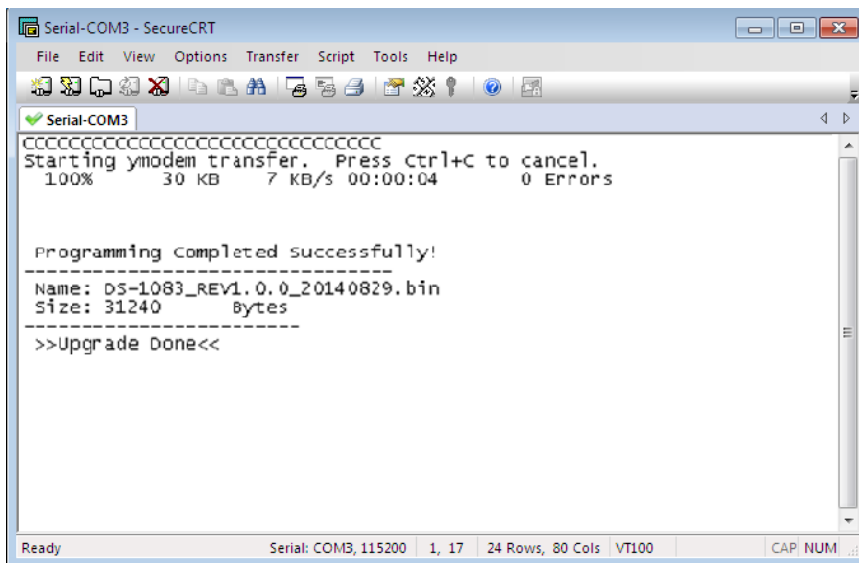 Serial-COM3 - SecureCRT
File Edit View Options Transfer Script Tools Help
Serial-COM3
CCCCCCCCCCCCCCCCCCCCCCCCCCCCCCCCC
Starting ymodem transfer.  Press Ctrl+C to cancel.
100% 30 KB 7 KB/s 00:00:04 0 Errors
Programming Completed Successfully!
--------------------------------
Name: DS-1083_REV1.0.0_20140829.bin
Size: 31240 Bytes
------------------------
>>Upgrade Done<<
Ready Serial: COM3, 115200 1, 17 24 Rows, 80 Cols VT100 CAP NUM